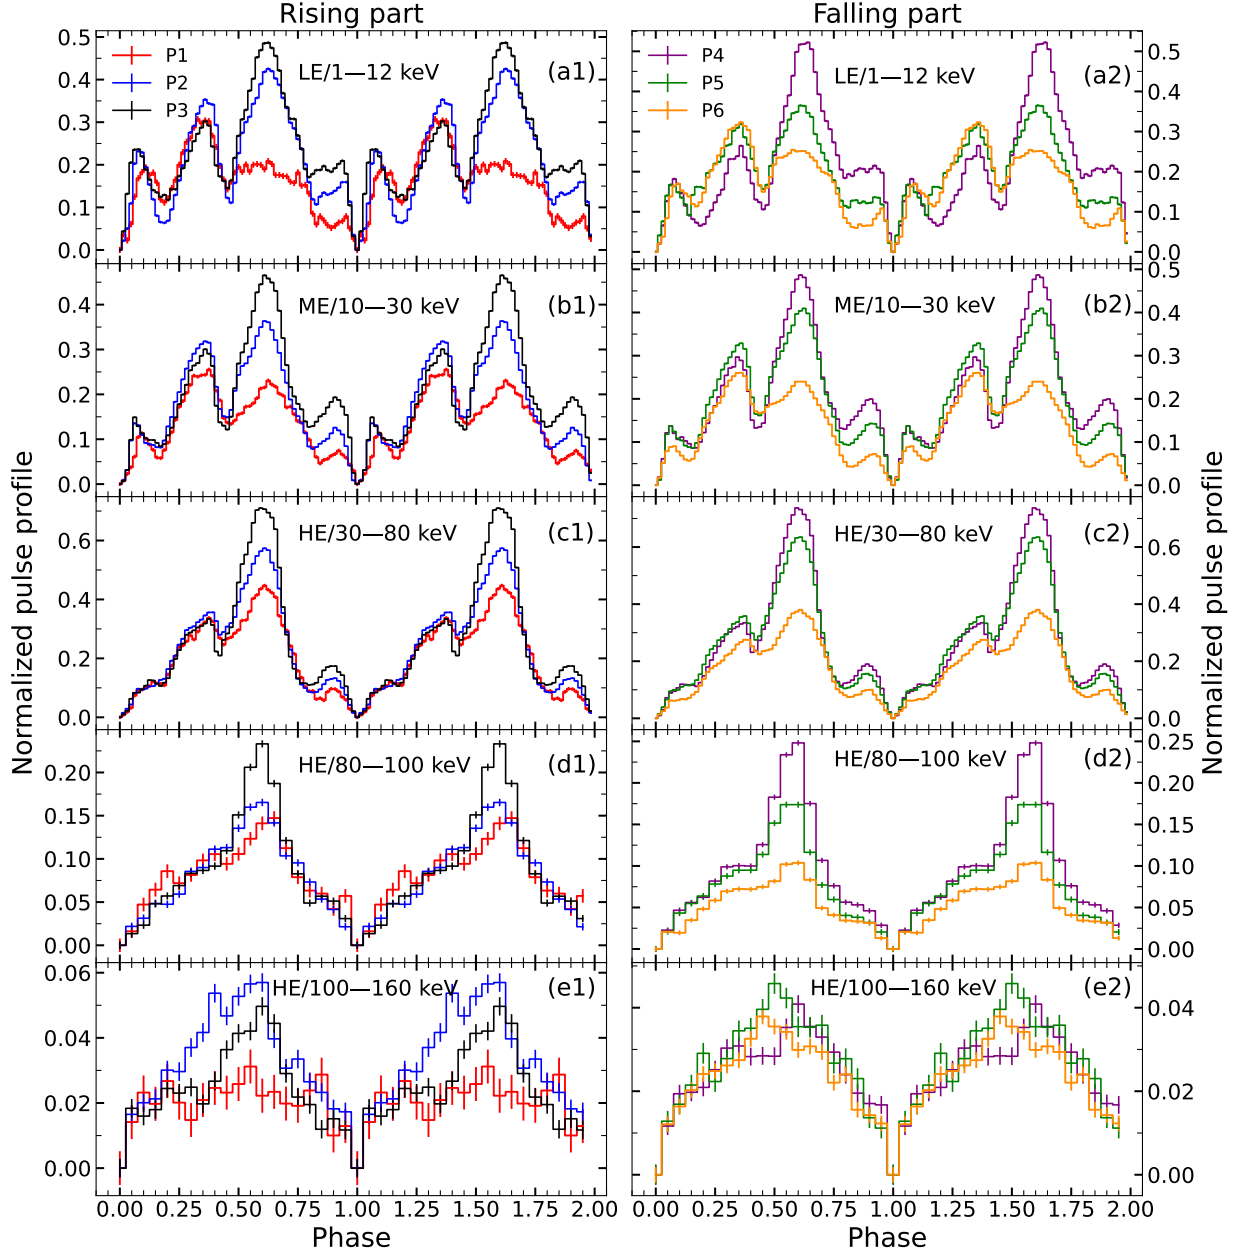 Rising part
Falling part
P1
P2
P3
LE/1—12 keV
(a1)
0.5
0.4
0.3
0.2
0.1
0.0
P4
P5
P6
LE/1—12 keV
(a2)
0.5
0.4
0.3
0.2
0.1
0.0
ME/10—30 keV
(b1)
0.4
0.3
0.2
0.1
0.0
ME/10—30 keV
(b2)
0.5
0.4
0.3
0.2
0.1
0.0
HE/30—80 keV
(c1)
0.6
0.4
0.2
0.0
HE/30—80 keV
(c2)
0.6
0.4
0.2
0.0
Normalized pulse profile
Normalized pulse profile
HE/80—100 keV
(d1)
0.20
0.15
0.10
0.05
0.00
HE/80—100 keV
(d2)
0.25
0.20
0.15
0.10
0.05
0.00
HE/100—160 keV
(e1)
0.06
0.04
0.02
0.00
HE/100—160 keV
(e2)
0.04
0.02
0.00
0.00 0.25 0.50 0.75 1.00 1.25 1.50 1.75 2.00
0.00 0.25 0.50 0.75 1.00 1.25 1.50 1.75 2.00
Phase
Phase